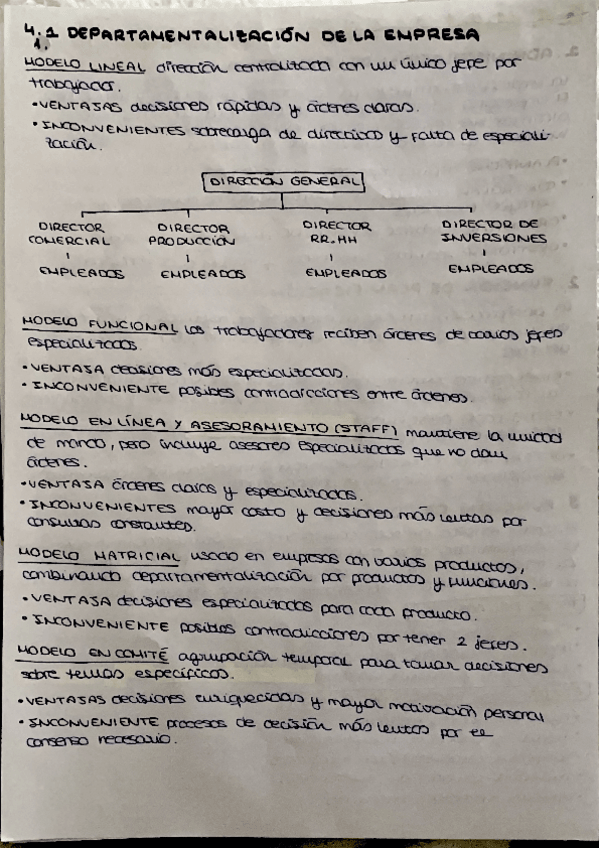 4.1 DEPARTAMENTALIZACIÓN DE LA EMPRESA
1.
MODELO LINEAL dirección centralizada con un único jefe por
trabajador.
• VENTAJAS decisiones rápidas y órdenes claras.
• INCONVENIENTES sobrecarga de directivos y falta de especiali-
zación.
DIRECCIÓN GENERAL
DIRECTOR COMERCIAL
DIRECTOR PRODUCCIÓN
DIRECTOR RR.HH
DIRECTOR DE INVERSIONES
EMPLEADOS EMPLEADOS EMPLEADOS EMPLEADOS
MODELO FUNCIONAL los trabajadores reciben órdenes de varios jefes
especializados.
• VENTAJA decisiones más especializadas.
• INCONVENIENTE posibles contradicciones entre órdenes.
MODELO EN LÍNEA Y ASESORAMIENTO (STAFF) mantiene la unidad
de mando, pero incluye asesores especializados que no dan
órdenes.
• VENTAJA órdenes claras y especializadas.
• INCONVENIENTES mayor costo y decisiones más lentas por
consultas constantes.
MODELO MATRICIAL usado en empresas con varios productos,
combinando departamentalización por productos y funciones.
• VENTAJA decisiones especializadas para cada producto.
• INCONVENIENTE posibles contradicciones por tener 2 jefes.
MODELO EN COMITÉ agrupación temporal para tomar decisiones
sobre temas específicos.
• VENTAJAS decisiones enriquecidas y mayor motivación personal
• INCONVENIENTE procesos de decisión más lentos por el
consenso necesario.